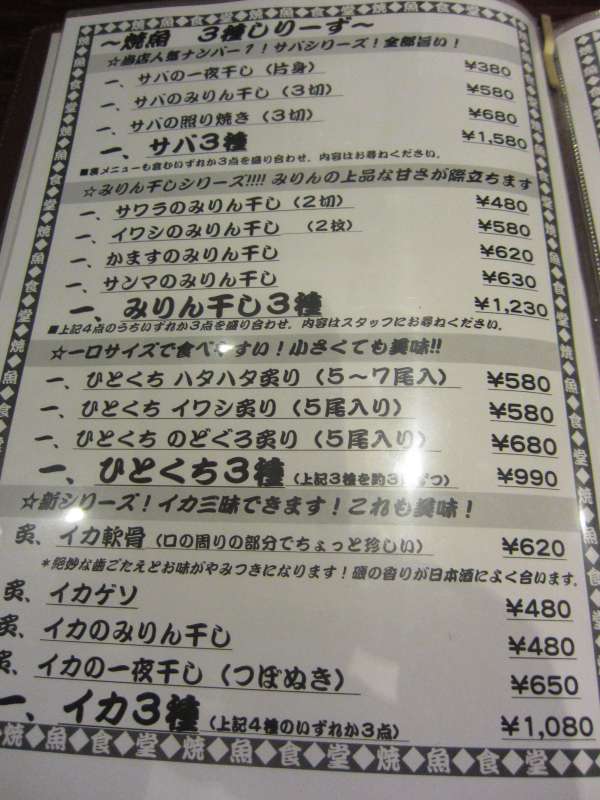 ～焼魚 3種しりーず～
☆当店人気ナンバー1！サバシリーズ！全部旨い！
一、サバの一夜干し（片身） ¥380
一、サバのみりん干し（3切） ¥580
一、サバの照り焼き（3切） ¥680
一、サバ3種 ¥1,580
■裏メニューも含むいずれか3点を盛り合わせ。内容はお尋ねください。
☆みりん干しシリーズ!!!! みりんの上品な甘さが際立ちます
一、サワラのみりん干し（2切） ¥480
一、イワシのみりん干し （2枚） ¥580
一、かますのみりん干し ¥620
一、サンマのみりん干し ¥630
一、みりん干し3種 ¥1,230
■上記4点のうちいずれか3点を盛り合わせ。内容はスタッフにお尋ねください。
☆一口サイズで食べやすい！小さくても美味!!
一、ひとくち ハタハタ炙り（5～7尾入） ¥580
一、ひとくち イワシ炙り（5尾入り） ¥580
一、ひとくち のどぐろ炙り（5尾入り） ¥680
一、ひとくち3種（上記3種を約3尾ずつ） ¥990
☆新シリーズ！イカ三昧できます！これも美味！
炙、イカ軟骨（口の周りの部分でちょっと珍しい） ¥620
*絶妙な歯ごたえとお味がやみつきになります！磯の香りが日本酒によく合います。
炙、イカゲソ ¥480
炙、イカのみりん干し ¥480
炙、イカの一夜干し（つぼぬき） ¥650
一、イカ3種（上記4種のいずれか3点） ¥1,080
焼◆魚◆食◆堂◆焼◆魚◆食◆堂◆焼◆魚◆食◆堂